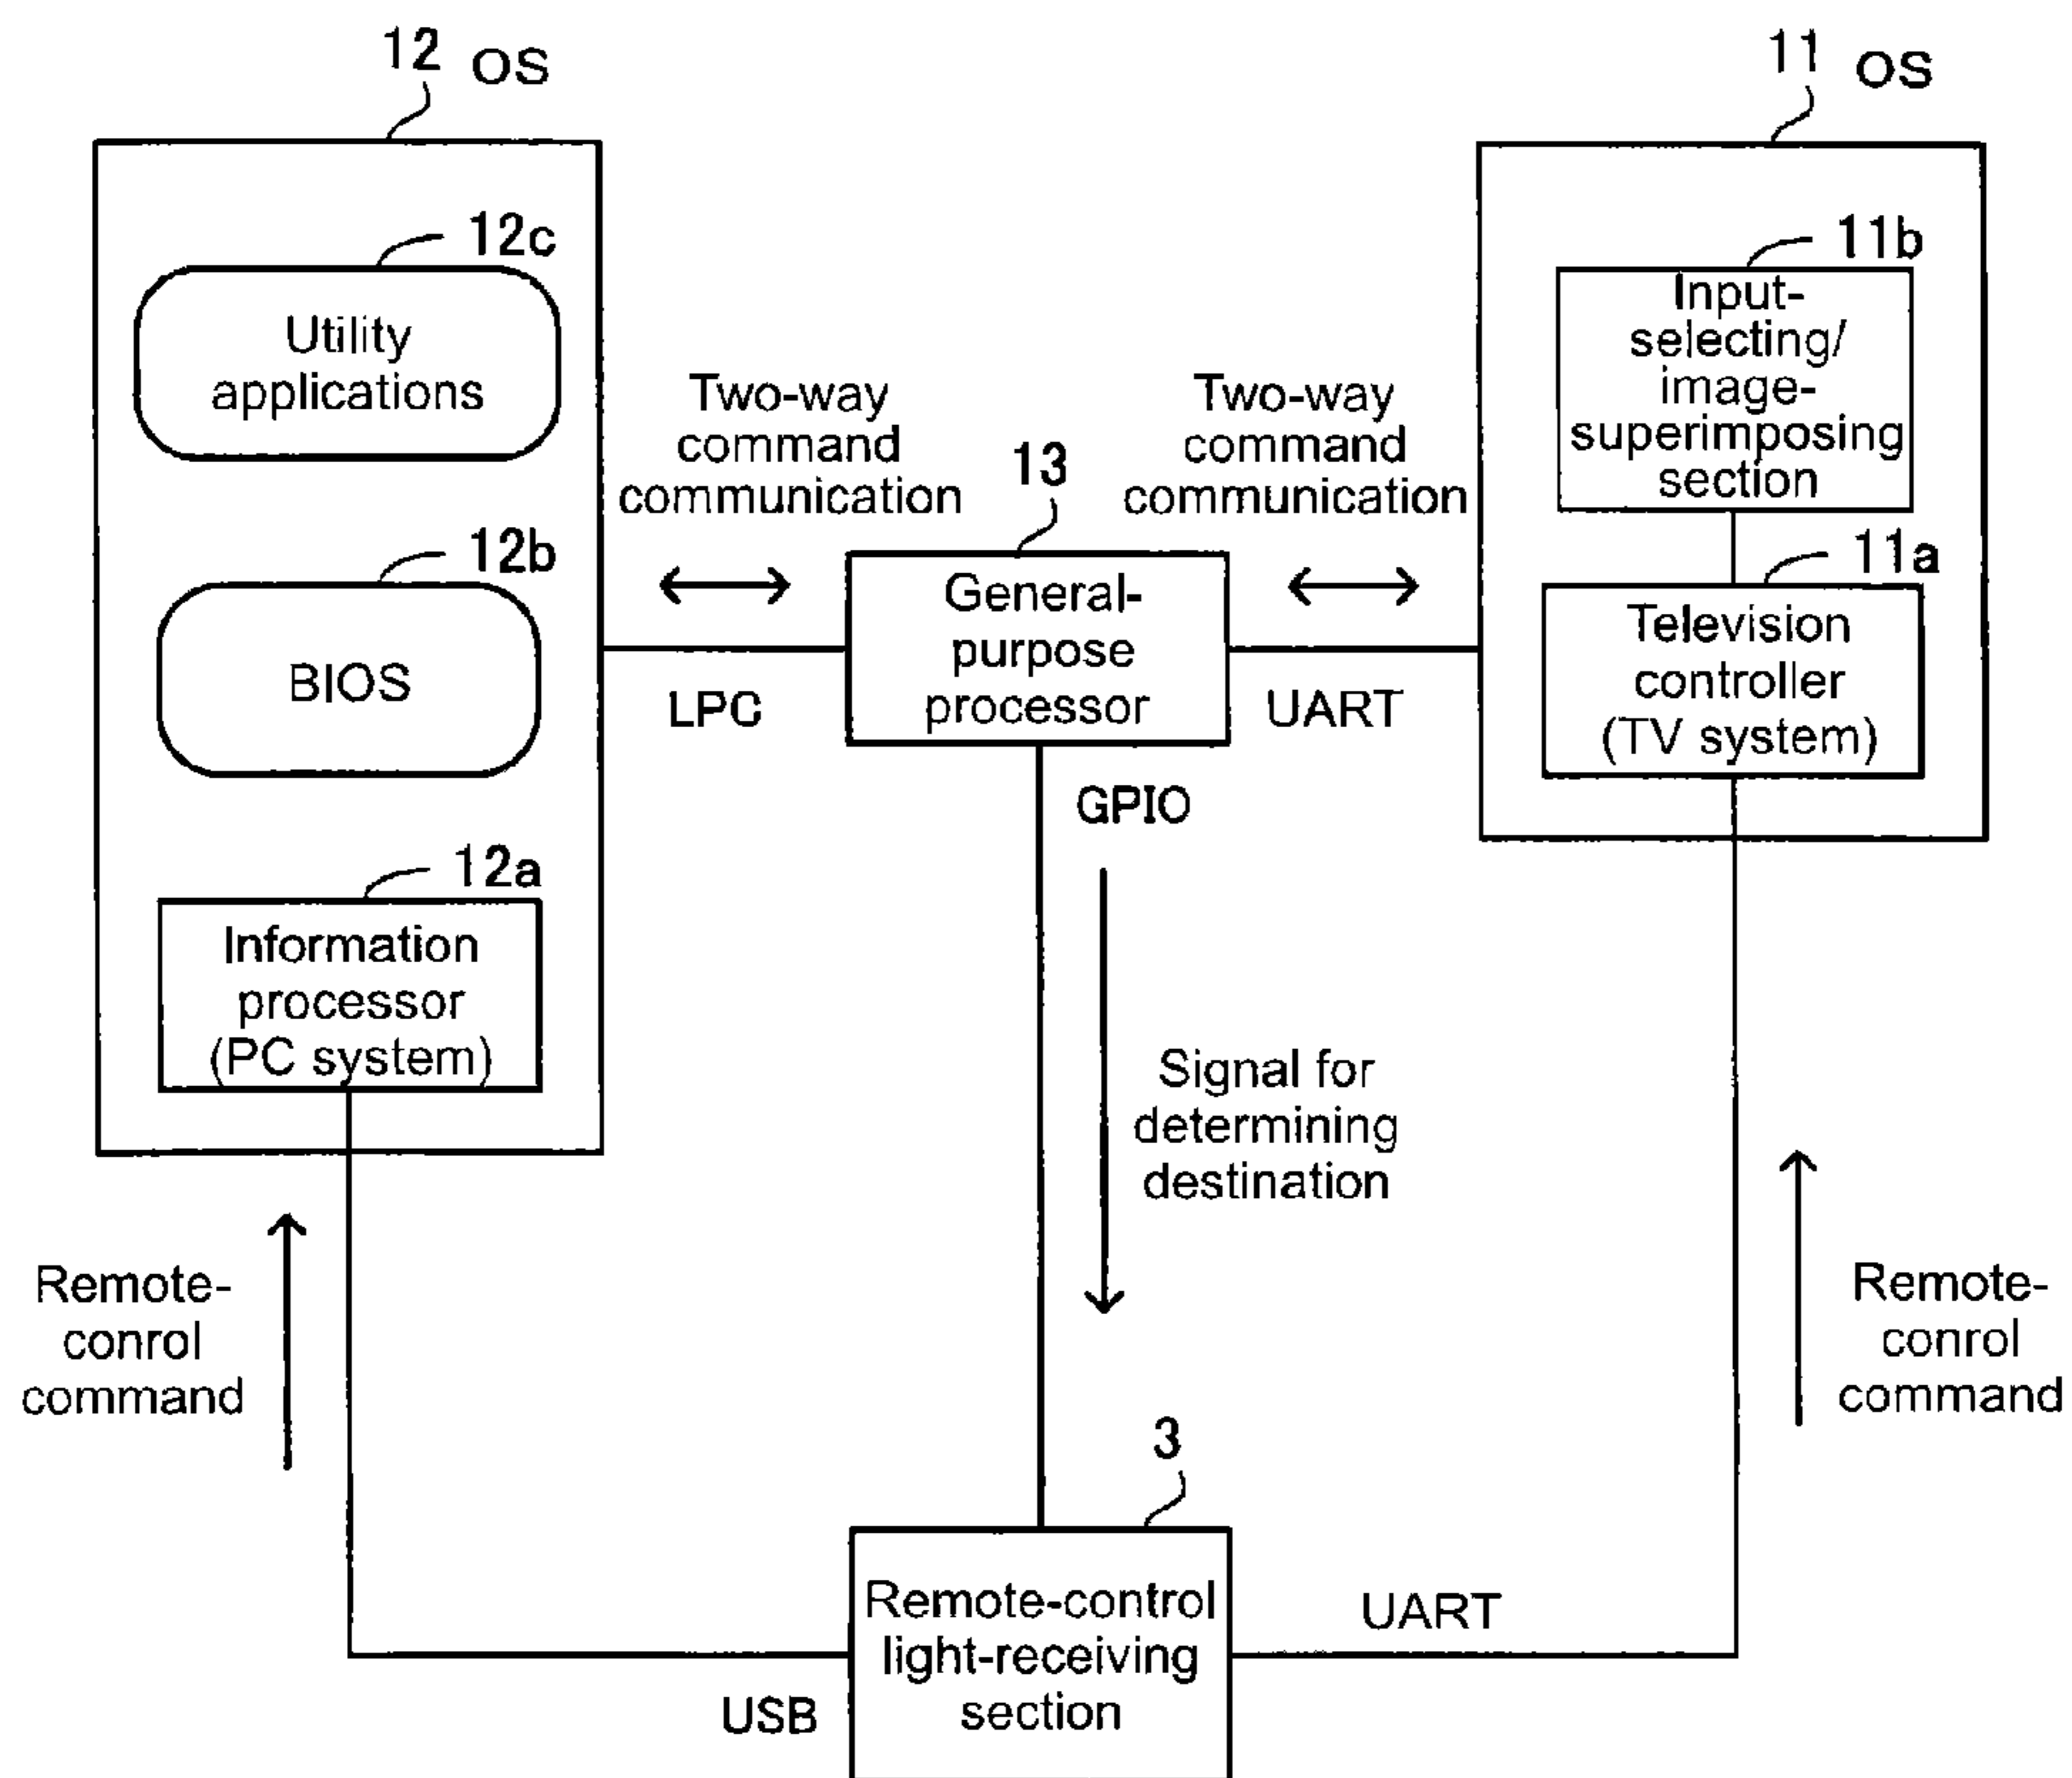 12 OS
11 OS
12c
Utility
applications
12b
BIOS
12a
Information
processor
(PC system)
Two-way
command
communication
LPC
13
General-
purpose
processor
GPIO
Two-way
command
communication
UART
11b
Input-
selecting/
image-
superimposing
section
11a
Television
controller
(TV system)
Signal for
determining
destination
Remote-
conrol
command
Remote-
conrol
command
3
Remote-control
light-receiving
section
USB
UART